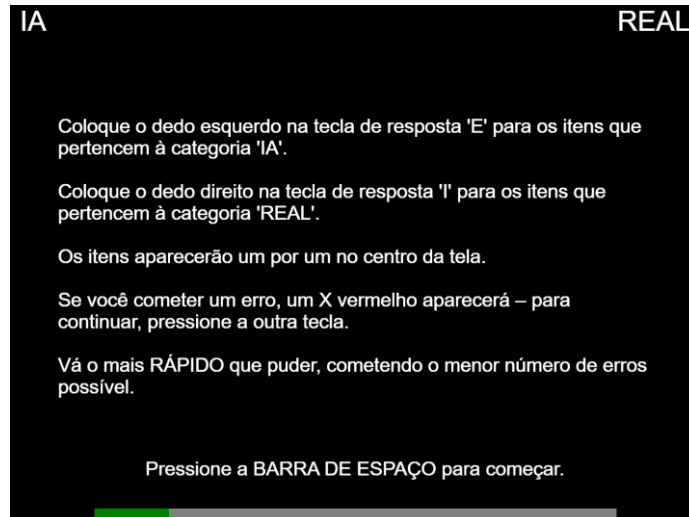 IA
REAL
Coloque o dedo esquerdo na tecla de resposta 'E' para os itens que
pertencem à categoria 'IA'.
Coloque o dedo direito na tecla de resposta 'I' para os itens que
pertencem à categoria 'REAL'.
Os itens aparecerão um por um no centro da tela.
Se você cometer um erro, um X vermelho aparecerá – para
continuar, pressione a outra tecla.
Vá o mais RÁPIDO que puder, cometendo o menor número de erros
possível.
Pressione a BARRA DE ESPAÇO para começar.